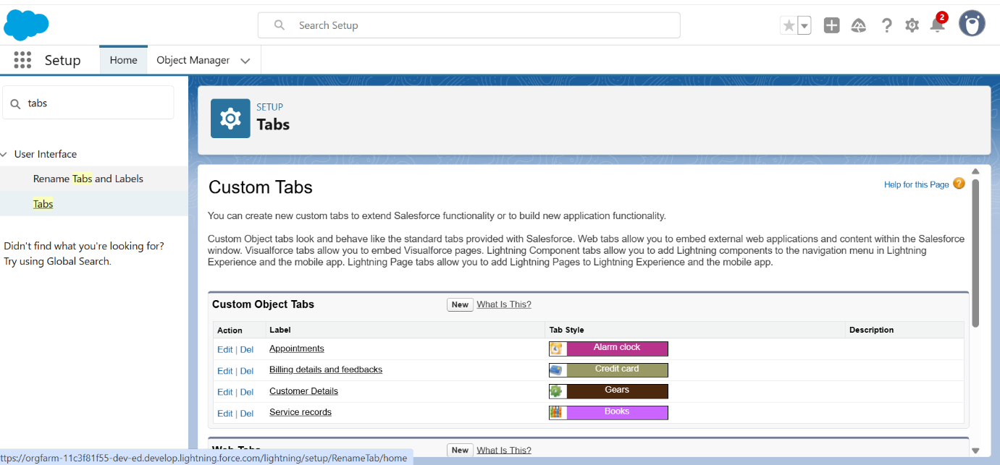 Search Setup
2
Setup
Home
Object Manager
tabs
User Interface
Rename Tabs and Labels
Tabs
Didn't find what you're looking for?
Try using Global Search.
SETUP
Tabs
Custom Tabs
Help for this Page ?
You can create new custom tabs to extend Salesforce functionality or to build new application functionality.
Custom Object tabs look and behave like the standard tabs provided with Salesforce. Web tabs allow you to embed external web applications and content within the Salesforce
window. Visualforce tabs allow you to embed Visualforce pages. Lightning Component tabs allow you to add Lightning components to the navigation menu in Lightning
Experience and the mobile app. Lightning Page tabs allow you to add Lightning Pages to Lightning Experience and the mobile app.
Custom Object Tabs New What Is This?
Action Label Tab Style Description
Edit | Del Appointments Alarm clock
Edit | Del Billing details and feedbacks Credit card
Edit | Del Customer Details Gears
Edit | Del Service records Books
Web Tabs New What Is This?
ttps://orgfarm-11c3f81f55-dev-ed.develop.lightning.force.com/lightning/setup/RenameTab/home